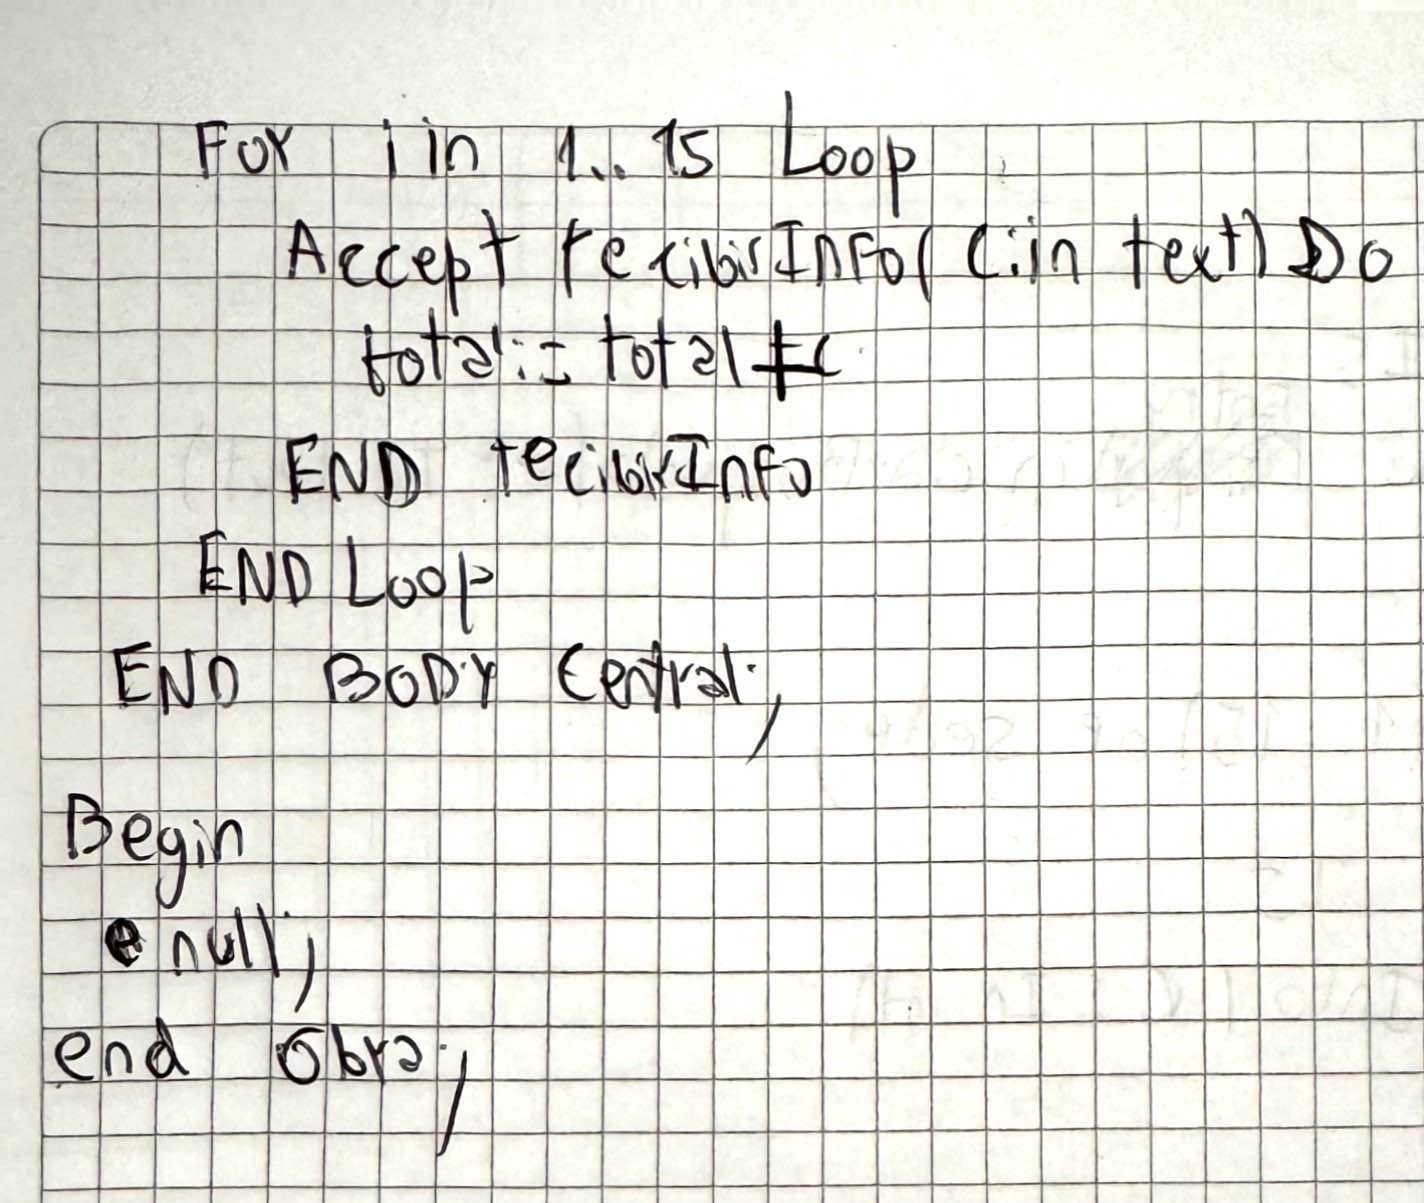 For i in 1..15 Loop
Accept recibirInfo( C:in text) Do
total:= total + c
END recibirInfo
END Loop
END BODY Central;
Begin
null;
end Obra;